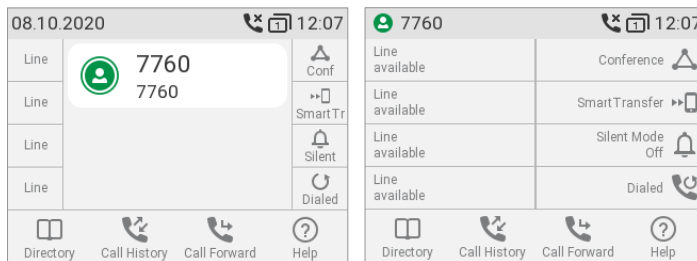 08.10.2020 1 12:07
Line 7760 Conf
7760
Line SmartTr
Line Silent
Line Dialed
Directory Call History Call Forward ? Help
7760 1 12:07
Line available Conference
Line available SmartTransfer
Line available Silent Mode Off
Line available Dialed
Directory Call History Call Forward ? Help